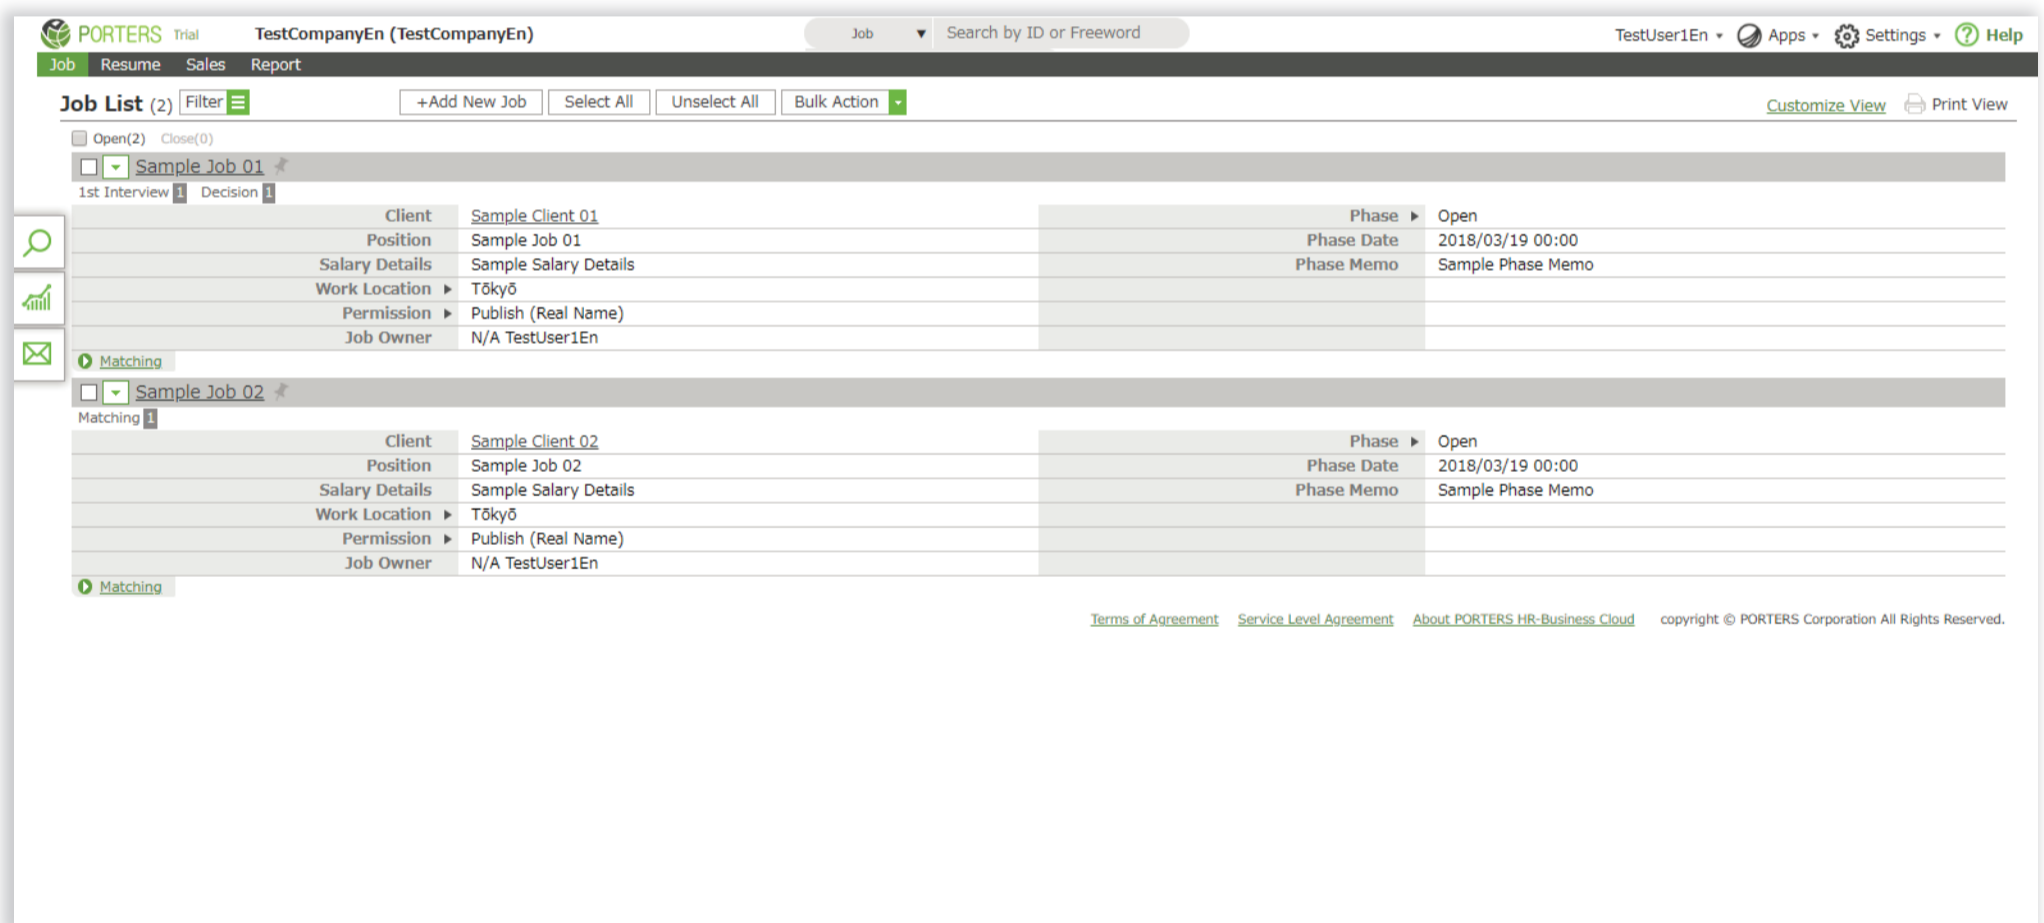 PORTERS Trial TestCompanyEn (TestCompanyEn) Job ▼ Search by ID or Freeword TestUser1En Apps Settings ? Help
Job Resume Sales Report
Job List (2) Filter +Add New Job Select All Unselect All Bulk Action Customize View Print View
Open(2) Close(0)
Sample Job 01
1st Interview 1 Decision 1
Client Sample Client 01 Phase Open
Position Sample Job 01 Phase Date 2018/03/19 00:00
Salary Details Sample Salary Details Phase Memo Sample Phase Memo
Work Location Tōkyō
Permission Publish (Real Name)
Job Owner N/A TestUser1En
Matching
Sample Job 02
Matching 1
Client Sample Client 02 Phase Open
Position Sample Job 02 Phase Date 2018/03/19 00:00
Salary Details Sample Salary Details Phase Memo Sample Phase Memo
Work Location Tōkyō
Permission Publish (Real Name)
Job Owner N/A TestUser1En
Matching
Terms of Agreement Service Level Agreement About PORTERS HR-Business Cloud copyright © PORTERS Corporation All Rights Reserved.